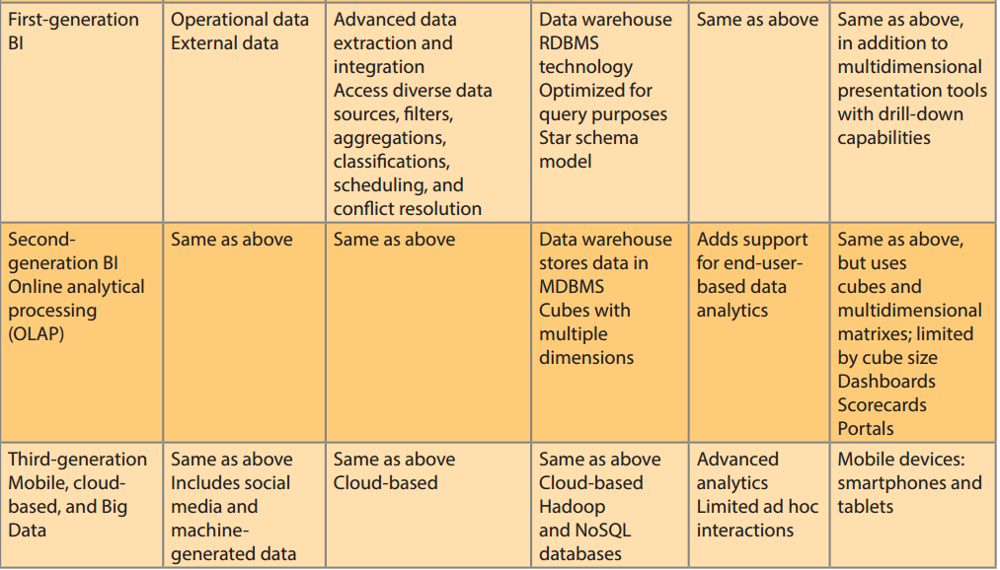 First-generation
BI
Operational data
External data
Advanced data
extraction and
integration
Access diverse data
sources, filters,
aggregations,
classifications,
scheduling, and
conflict resolution
Data warehouse
RDBMS
technology
Optimized for
query purposes
Star schema
model
Same as above
Same as above,
in addition to
multidimensional
presentation tools
with drill-down
capabilities
Second-
generation BI
Online analytical
processing
(OLAP)
Same as above
Same as above
Data warehouse
stores data in
MDBMS
Cubes with
multiple
dimensions
Adds support
for end-user-
based data
analytics
Same as above,
but uses
cubes and
multidimensional
matrixes; limited
by cube size
Dashboards
Scorecards
Portals
Third-generation
Mobile, cloud-
based, and Big
Data
Same as above
Includes social
media and
machine-
generated data
Same as above
Cloud-based
Same as above
Cloud-based
Hadoop
and NoSQL
databases
Advanced
analytics
Limited ad hoc
interactions
Mobile devices:
smartphones and
tablets